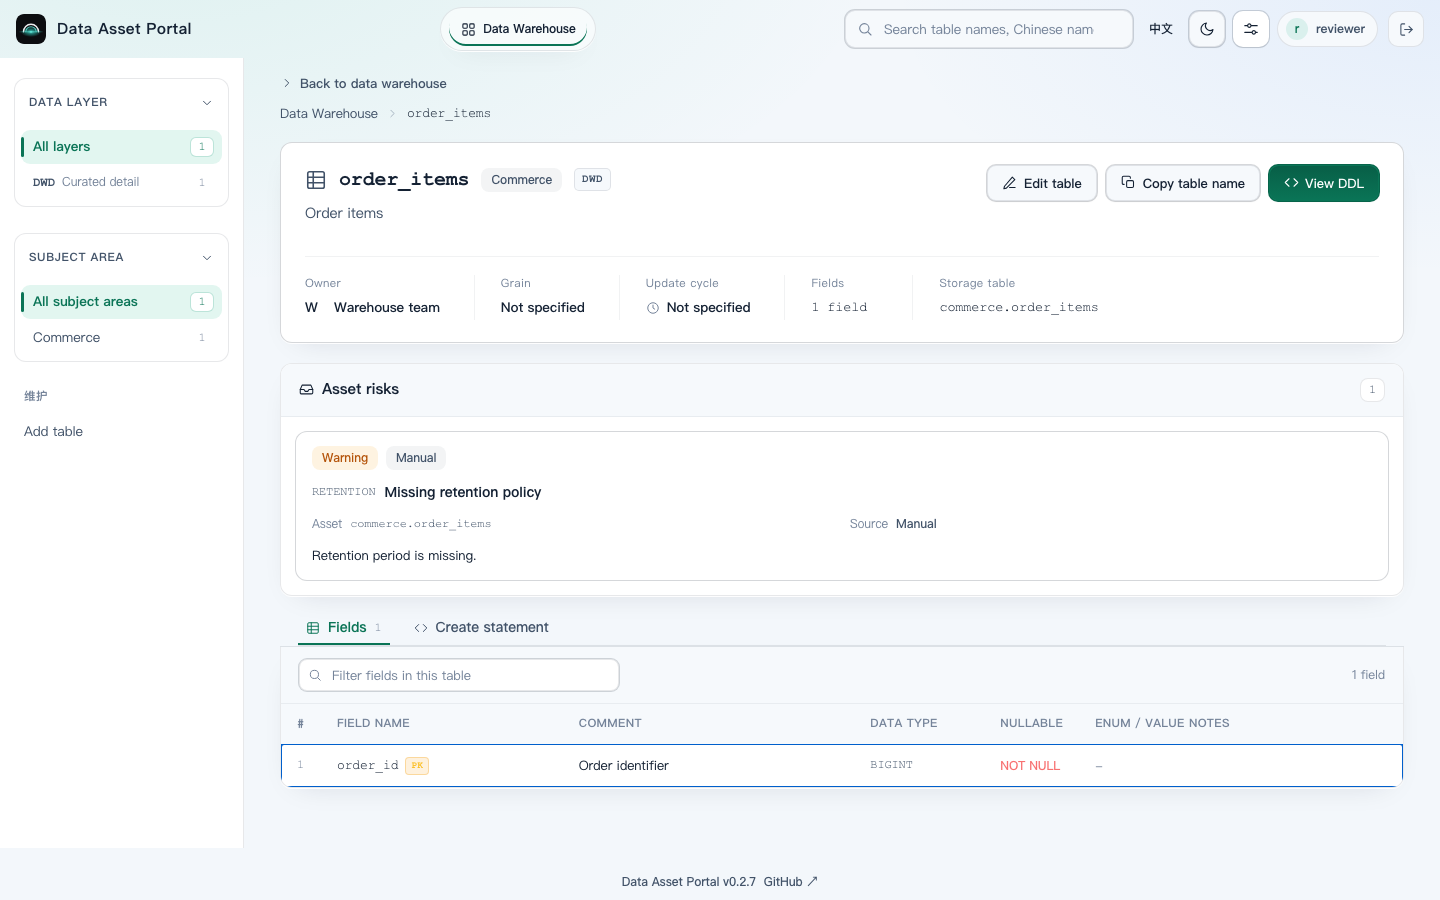 Data Asset Portal
Data Warehouse
Search table names, Chinese nam
中文
r reviewer
DATA LAYER
All layers 1
DWD Curated detail 1
SUBJECT AREA
All subject areas 1
Commerce 1
维护
Add table
Back to data warehouse
Data Warehouse > order_items
order_items Commerce DWD
Edit table
Copy table name
View DDL
Order items
Owner
W Warehouse team
Grain
Not specified
Update cycle
Not specified
Fields
1 field
Storage table
commerce.order_items
Asset risks 1
Warning Manual
RETENTION Missing retention policy
Asset commerce.order_items Source Manual
Retention period is missing.
Fields 1 Create statement
Filter fields in this table 1 field
# FIELD NAME COMMENT DATA TYPE NULLABLE ENUM / VALUE NOTES
1 order_id PK Order identifier BIGINT NOT NULL –
Data Asset Portal v0.2.7 GitHub ↗